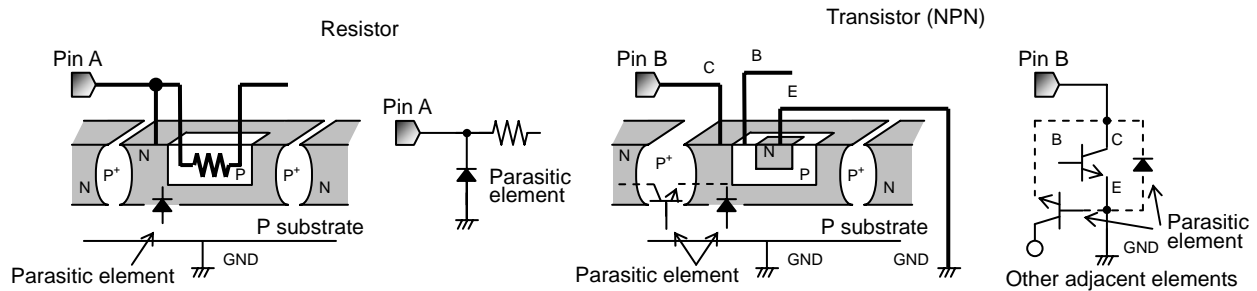 Resistor
Transistor (NPN)
Pin A
Pin B
C
B
E
Pin B
Pin A
N
P+
N
P
P+
N
Parasitic
element
P substrate
GND
Parasitic element
N
P+
N
P
P+
N
P substrate
GND
GND
Parasitic element
B
C
E
GND
Parasitic
element
Other adjacent elements